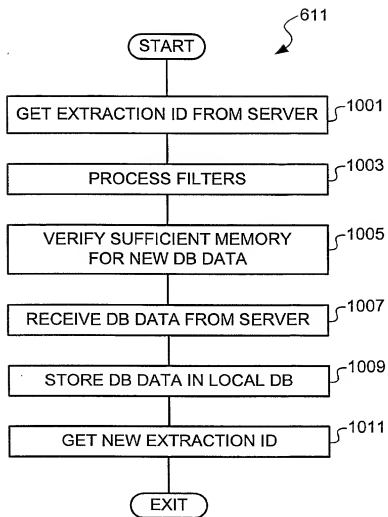 611
START
GET EXTRACTION ID FROM SERVER
1001
PROCESS FILTERS
1003
VERIFY SUFFICIENT MEMORY
FOR NEW DB DATA
1005
RECEIVE DB DATA FROM SERVER
1007
STORE DB DATA IN LOCAL DB
1009
GET NEW EXTRACTION ID
1011
EXIT